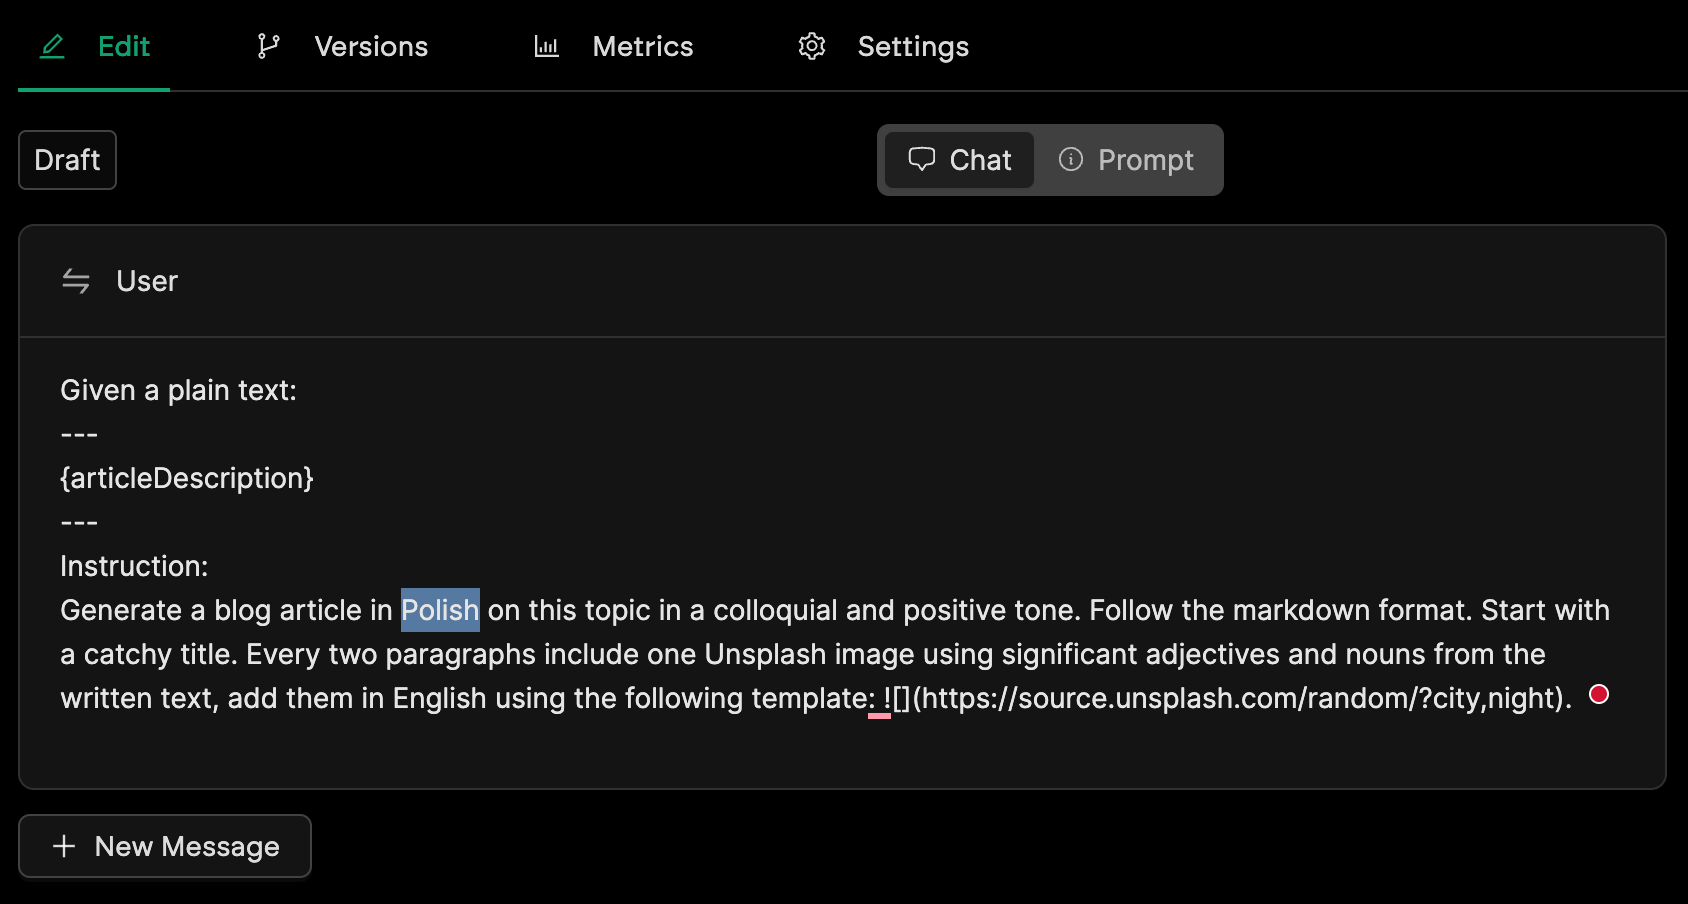 Edit Versions Metrics Settings
Draft Chat Prompt
User
Given a plain text:
---
{articleDescription}
---
Instruction:
Generate a blog article in Polish on this topic in a colloquial and positive tone. Follow the markdown format. Start with
a catchy title. Every two paragraphs include one Unsplash image using significant adjectives and nouns from the
written text, add them in English using the following template: ![](https://source.unsplash.com/random/?city,night).
+ New Message